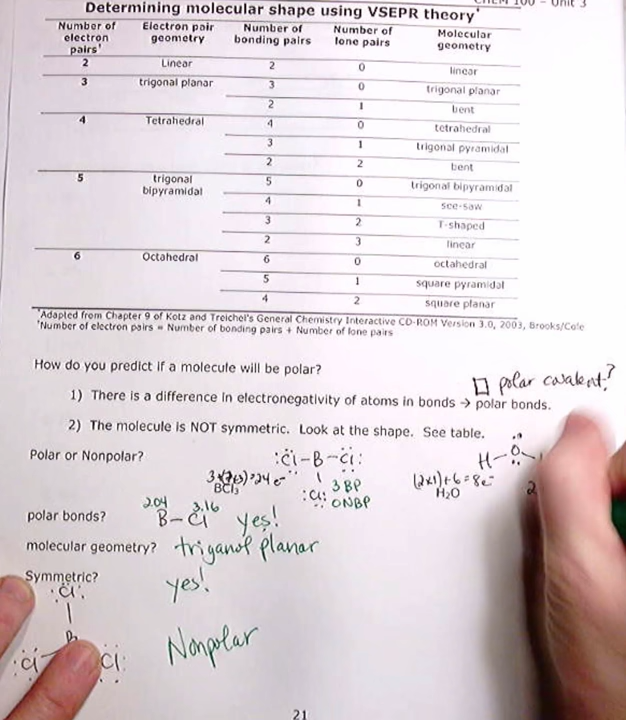 CHEM 100 - Unit 3
Determining molecular shape using VSEPR theory¹
Number of electron pairs¹ Electron pair geometry Number of bonding pairs Number of lone pairs Molecular geometry
2 Linear 2 0 linear
3 trigonal planar 3 0 trigonal planar
2 1 bent
4 Tetrahedral 4 0 tetrahedral
3 1 trigonal pyramidal
2 2 bent
5 trigonal bipyramidal 5 0 trigonal bipyramidal
4 1 see-saw
3 2 T-shaped
2 3 linear
6 Octahedral 6 0 octahedral
5 1 square pyramidal
4 2 square planar
Adapted from Chapter 9 of Kotz and Treichel's General Chemistry Interactive CD-ROM Version 3.0, 2003, Brooks/Cole
¹Number of electron pairs = Number of bonding pairs + Number of lone pairs
How do you predict if a molecule will be polar?
polar covalent?
1) There is a difference in electronegativity of atoms in bonds → polar bonds.
2) The molecule is NOT symmetric. Look at the shape. See table.
Polar or Nonpolar?
:Cl-B-Cl: H-O-
=24 e⁻ (2x1)+6=8e⁻
BCl₃ :Cl: 3 BP H₂O 2
0NBP
2.04 3.16
polar bonds? B-Cl yes!
molecular geometry? triganol planar
Symmetric? yes!
:Cl:
B
:Cl Cl:
Nonpolar
21